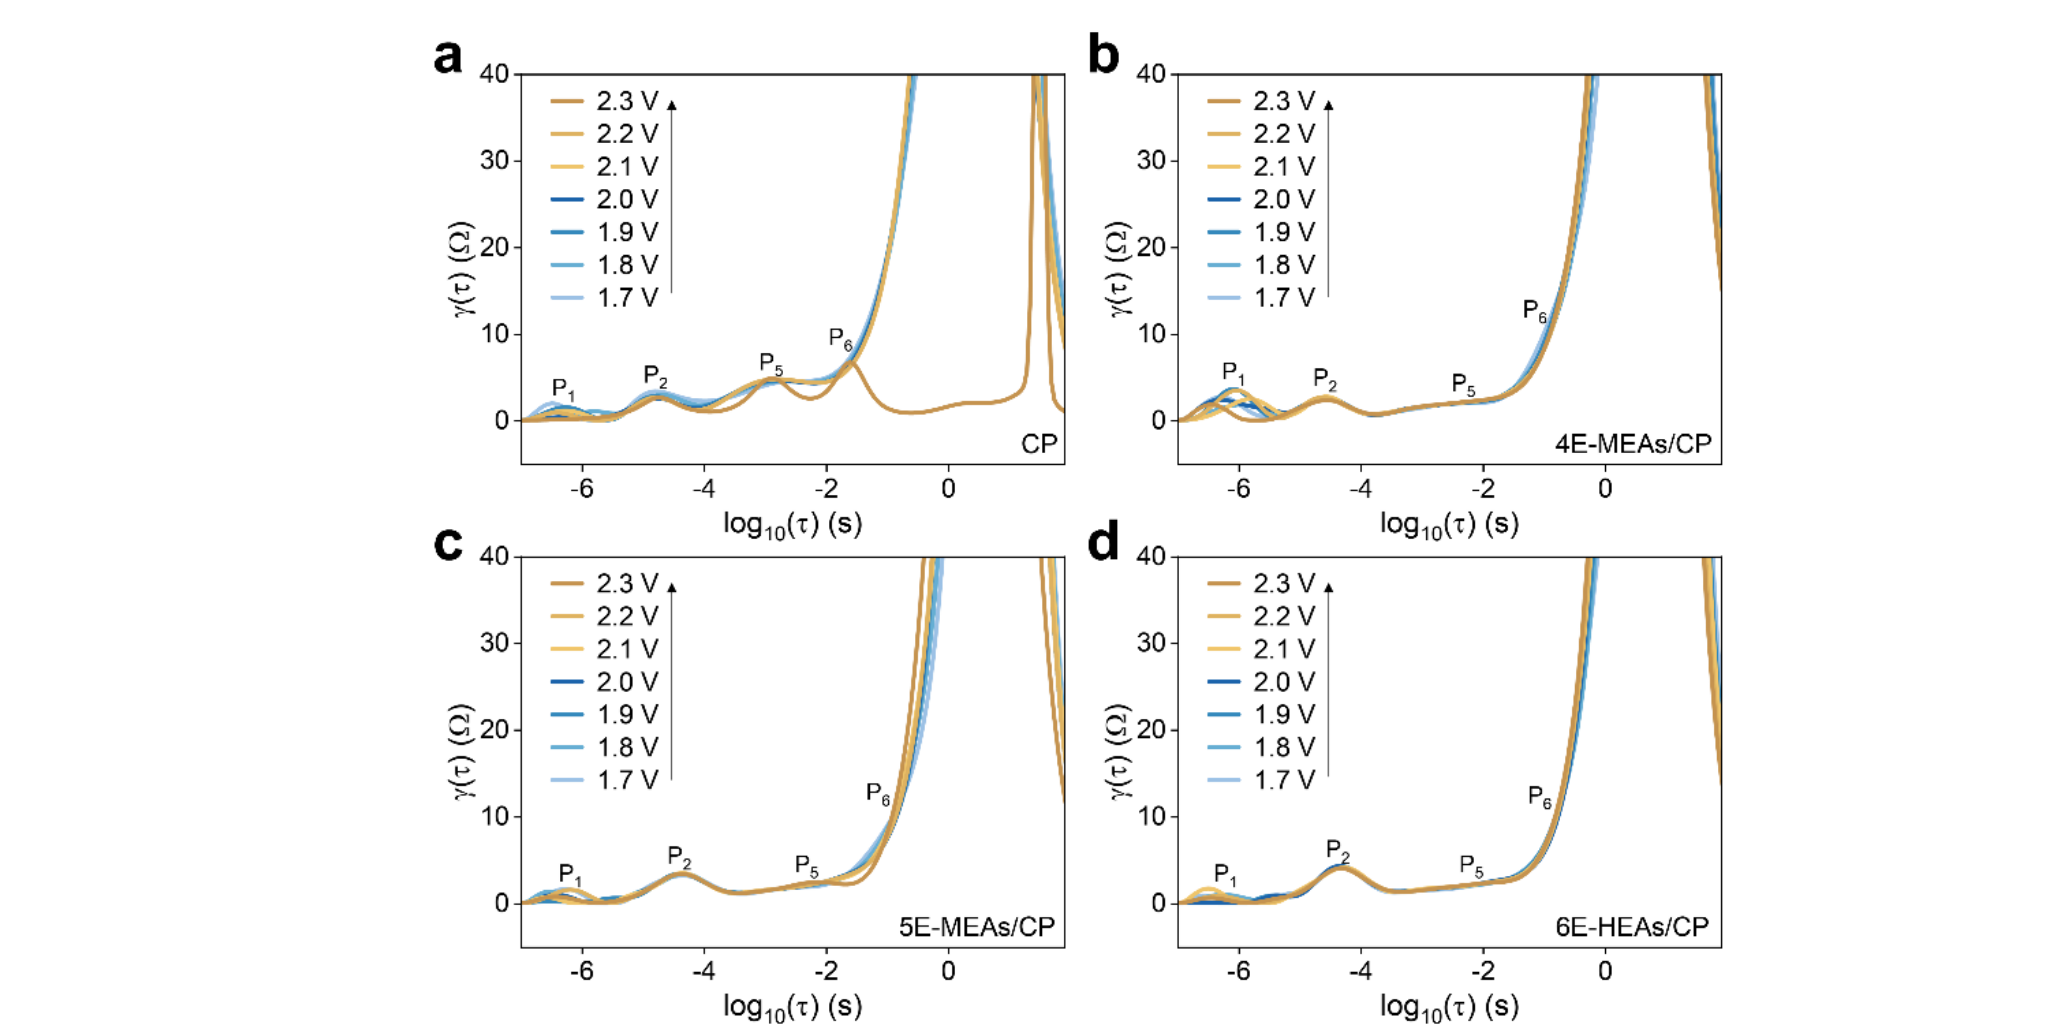 a
40
30
20
10
0
γ(τ) (Ω)
2.3 V
2.2 V
2.1 V
2.0 V
1.9 V
1.8 V
1.7 V
P1
P2
P5
P6
CP
-6 -4 -2 0
log10(τ) (s)
b
40
30
20
10
0
γ(τ) (Ω)
2.3 V
2.2 V
2.1 V
2.0 V
1.9 V
1.8 V
1.7 V
P1
P2
P5
P6
4E-MEAs/CP
-6 -4 -2 0
log10(τ) (s)
c
40
30
20
10
0
γ(τ) (Ω)
2.3 V
2.2 V
2.1 V
2.0 V
1.9 V
1.8 V
1.7 V
P1
P2
P5
P6
5E-MEAs/CP
-6 -4 -2 0
log10(τ) (s)
d
40
30
20
10
0
γ(τ) (Ω)
2.3 V
2.2 V
2.1 V
2.0 V
1.9 V
1.8 V
1.7 V
P1
P2
P5
P6
6E-HEAs/CP
-6 -4 -2 0
log10(τ) (s)